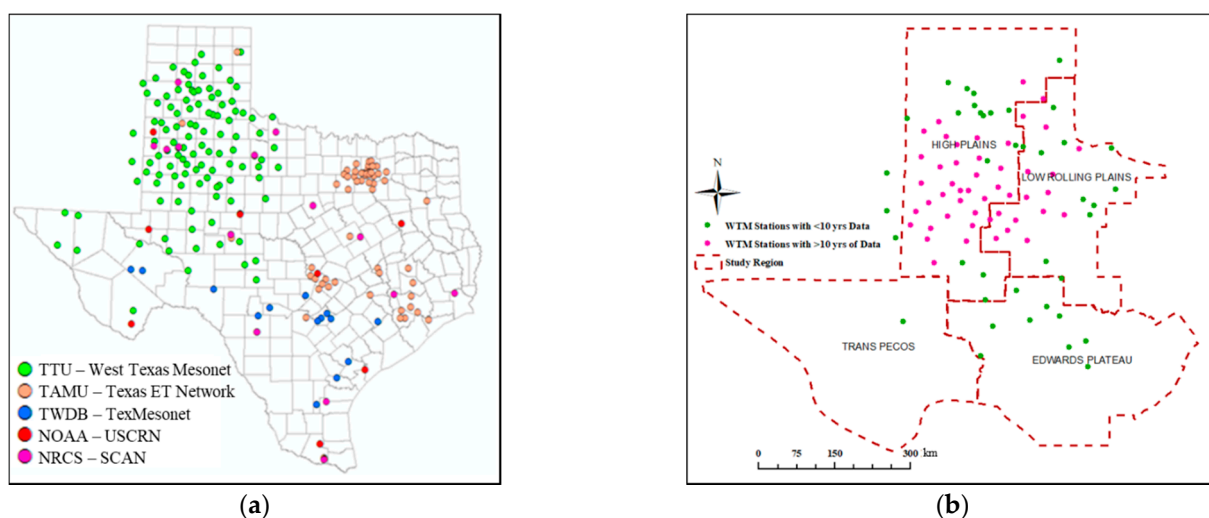 TTU – West Texas Mesonet
TAMU – Texas ET Network
TWDB – TexMesonet
NOAA – USCRN
NRCS – SCAN
(a)
HIGH PLAINS
LOW ROLLING PLAINS
N
WTM Stations with <10 yrs Data
WTM Stations with >10 yrs of Data
Study Region
TRANS PECOS
EDWARDS PLATEAU
0 75 150 300 km
(b)